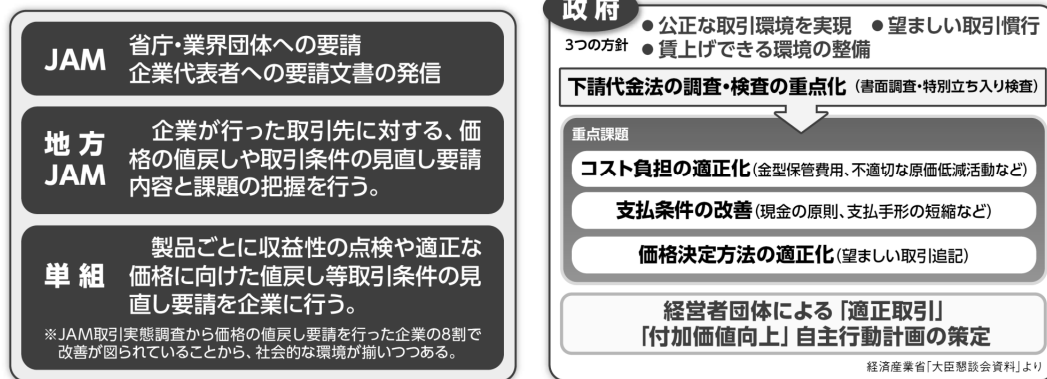 JAM
省庁・業界団体への要請
企業代表者への要請文書の発信
地方
JAM
企業が行った取引先に対する、価
格の値戻しや取引条件の見直し要請
内容と課題の把握を行う。
単組
製品ごとに収益性の点検や適正な
価格に向けた値戻し等取引条件の見
直し要請を企業に行う。
※JAM取引実態調査から価格の値戻し要請を行った企業の8割で
改善が図られていることから、社会的な環境が揃いつつある。
政府
3つの方針
●公正な取引環境を実現 ●望ましい取引慣行
●賃上げできる環境の整備
下請代金法の調査・検査の重点化（書面調査・特別立ち入り検査）
重点課題
コスト負担の適正化（金型保管費用、不適切な原価低減活動など）
支払条件の改善（現金の原則、支払手形の短縮など）
価格決定方法の適正化（望ましい取引追記）
経営者団体による「適正取引」
「付加価値向上」自主行動計画の策定
経済産業省「大臣懇談会資料」より